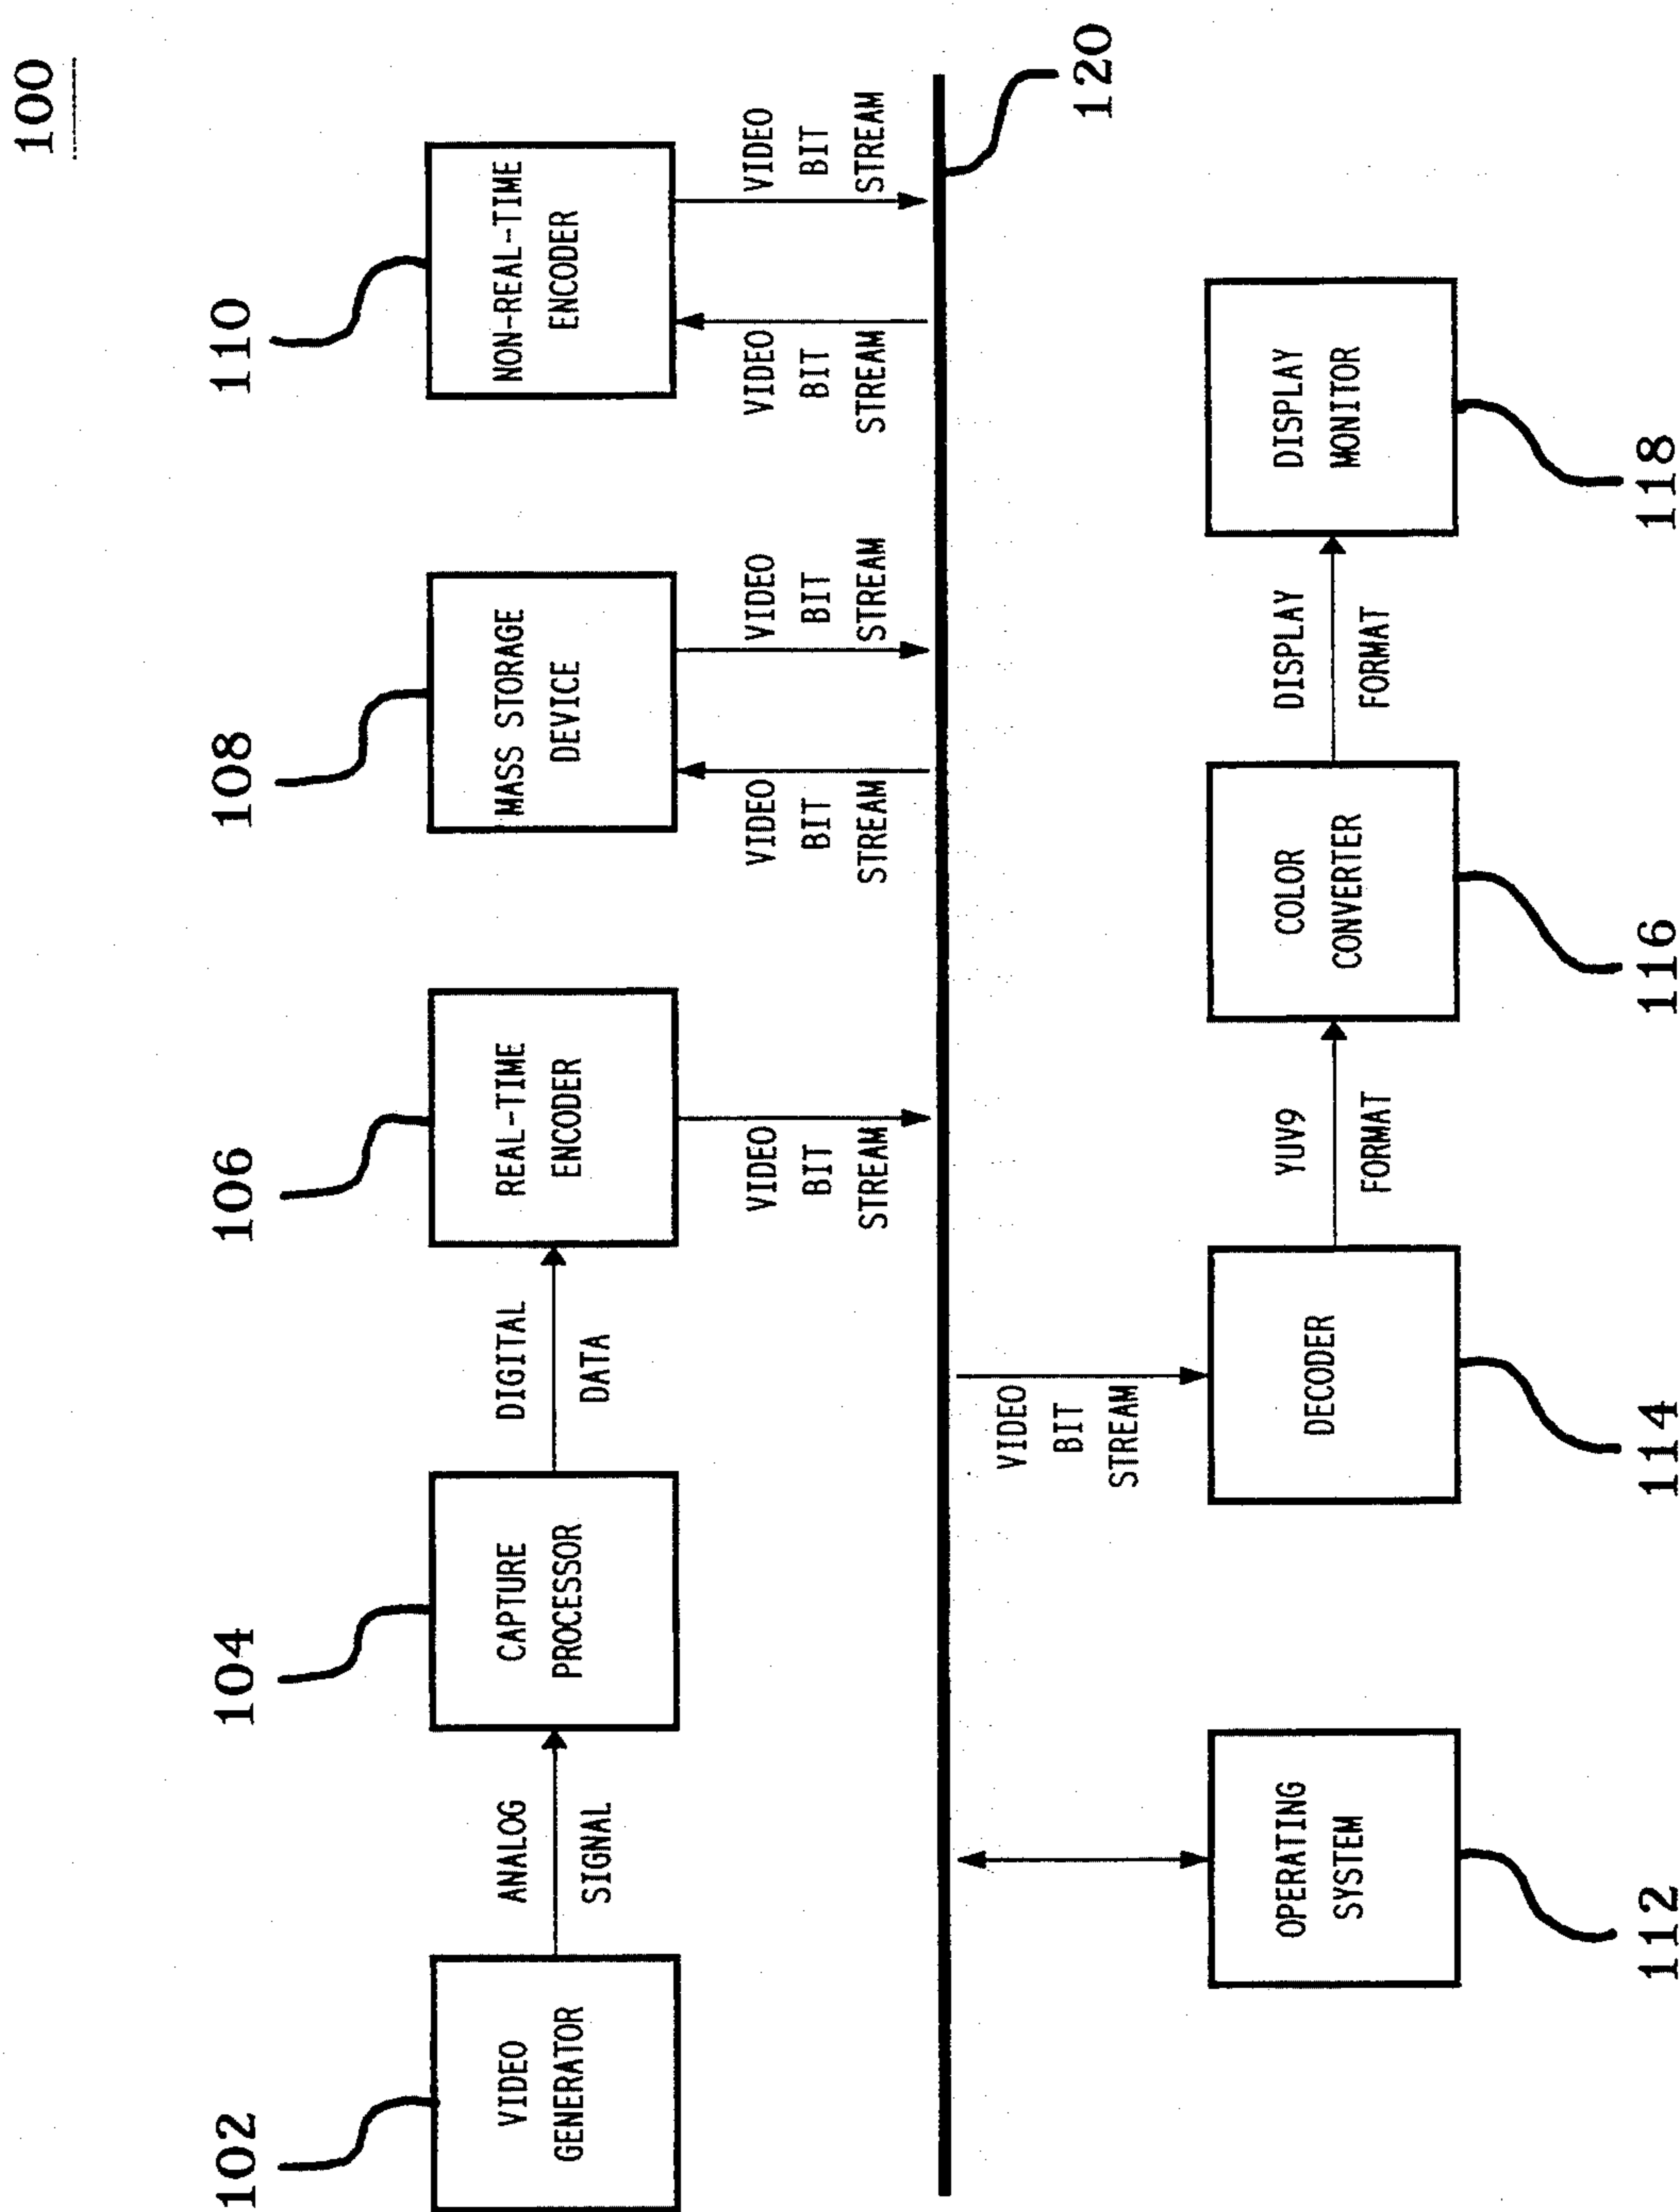 100
102
104
106
108
110
VIDEO
GENERATOR
ANALOG
SIGNAL
CAPTURE
PROCESSOR
DIGITAL
DATA
REAL-TIME
ENCODER
MASS STORAGE
DEVICE
NON-REAL-TIME
ENCODER
VIDEO
BIT
STREAM
VIDEO
BIT
STREAM
VIDEO
BIT
STREAM
VIDEO
BIT
STREAM
VIDEO
BIT
STREAM
120
VIDEO
BIT
STREAM
OPERATING
SYSTEM
DECODER
YUV9
FORMAT
COLOR
CONVERTER
DISPLAY
FORMAT
DISPLAY
MONITOR
112
114
116
118